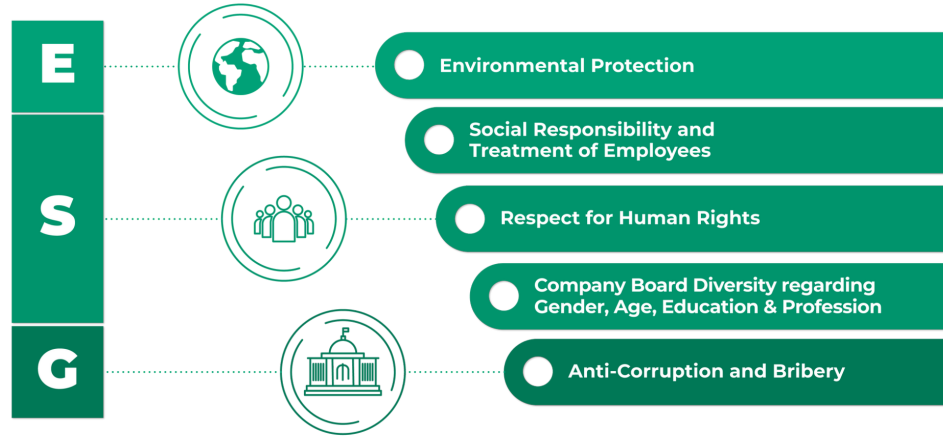 E
Environmental Protection
Social Responsibility and
Treatment of Employees
S
Respect for Human Rights
Company Board Diversity regarding
Gender, Age, Education & Profession
G
Anti-Corruption and Bribery